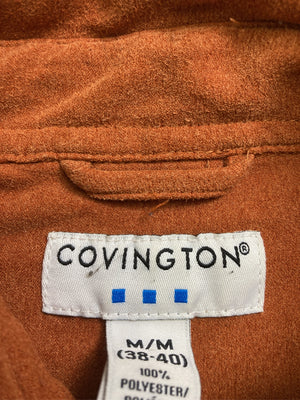 COVINGTON®
M/M
(38-40)
100%
POLYESTER/